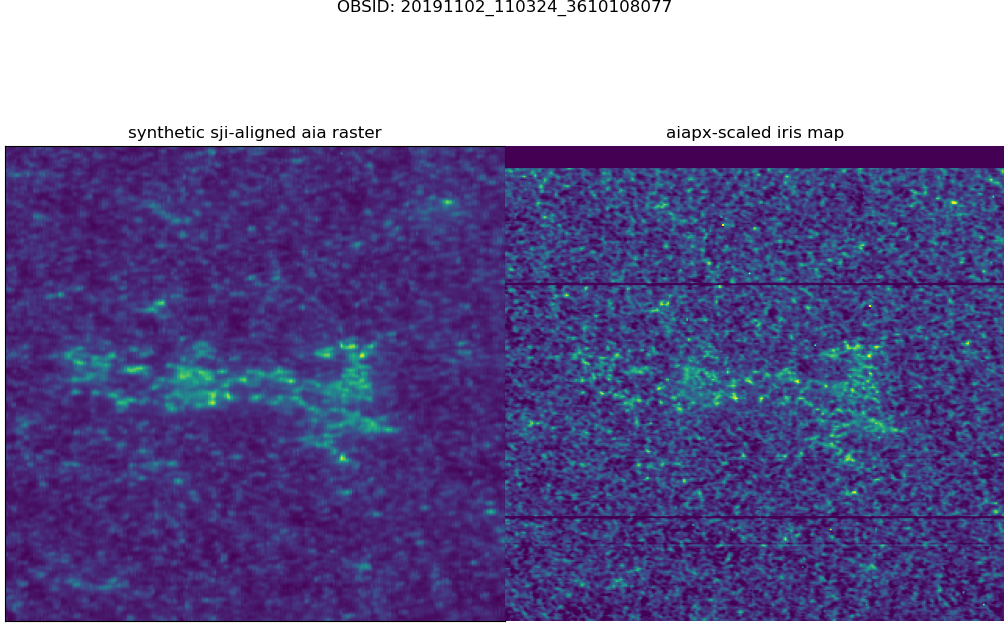 OBSID: 20191102_110324_3610108077
synthetic sji-aligned aia raster
aiapx-scaled iris map